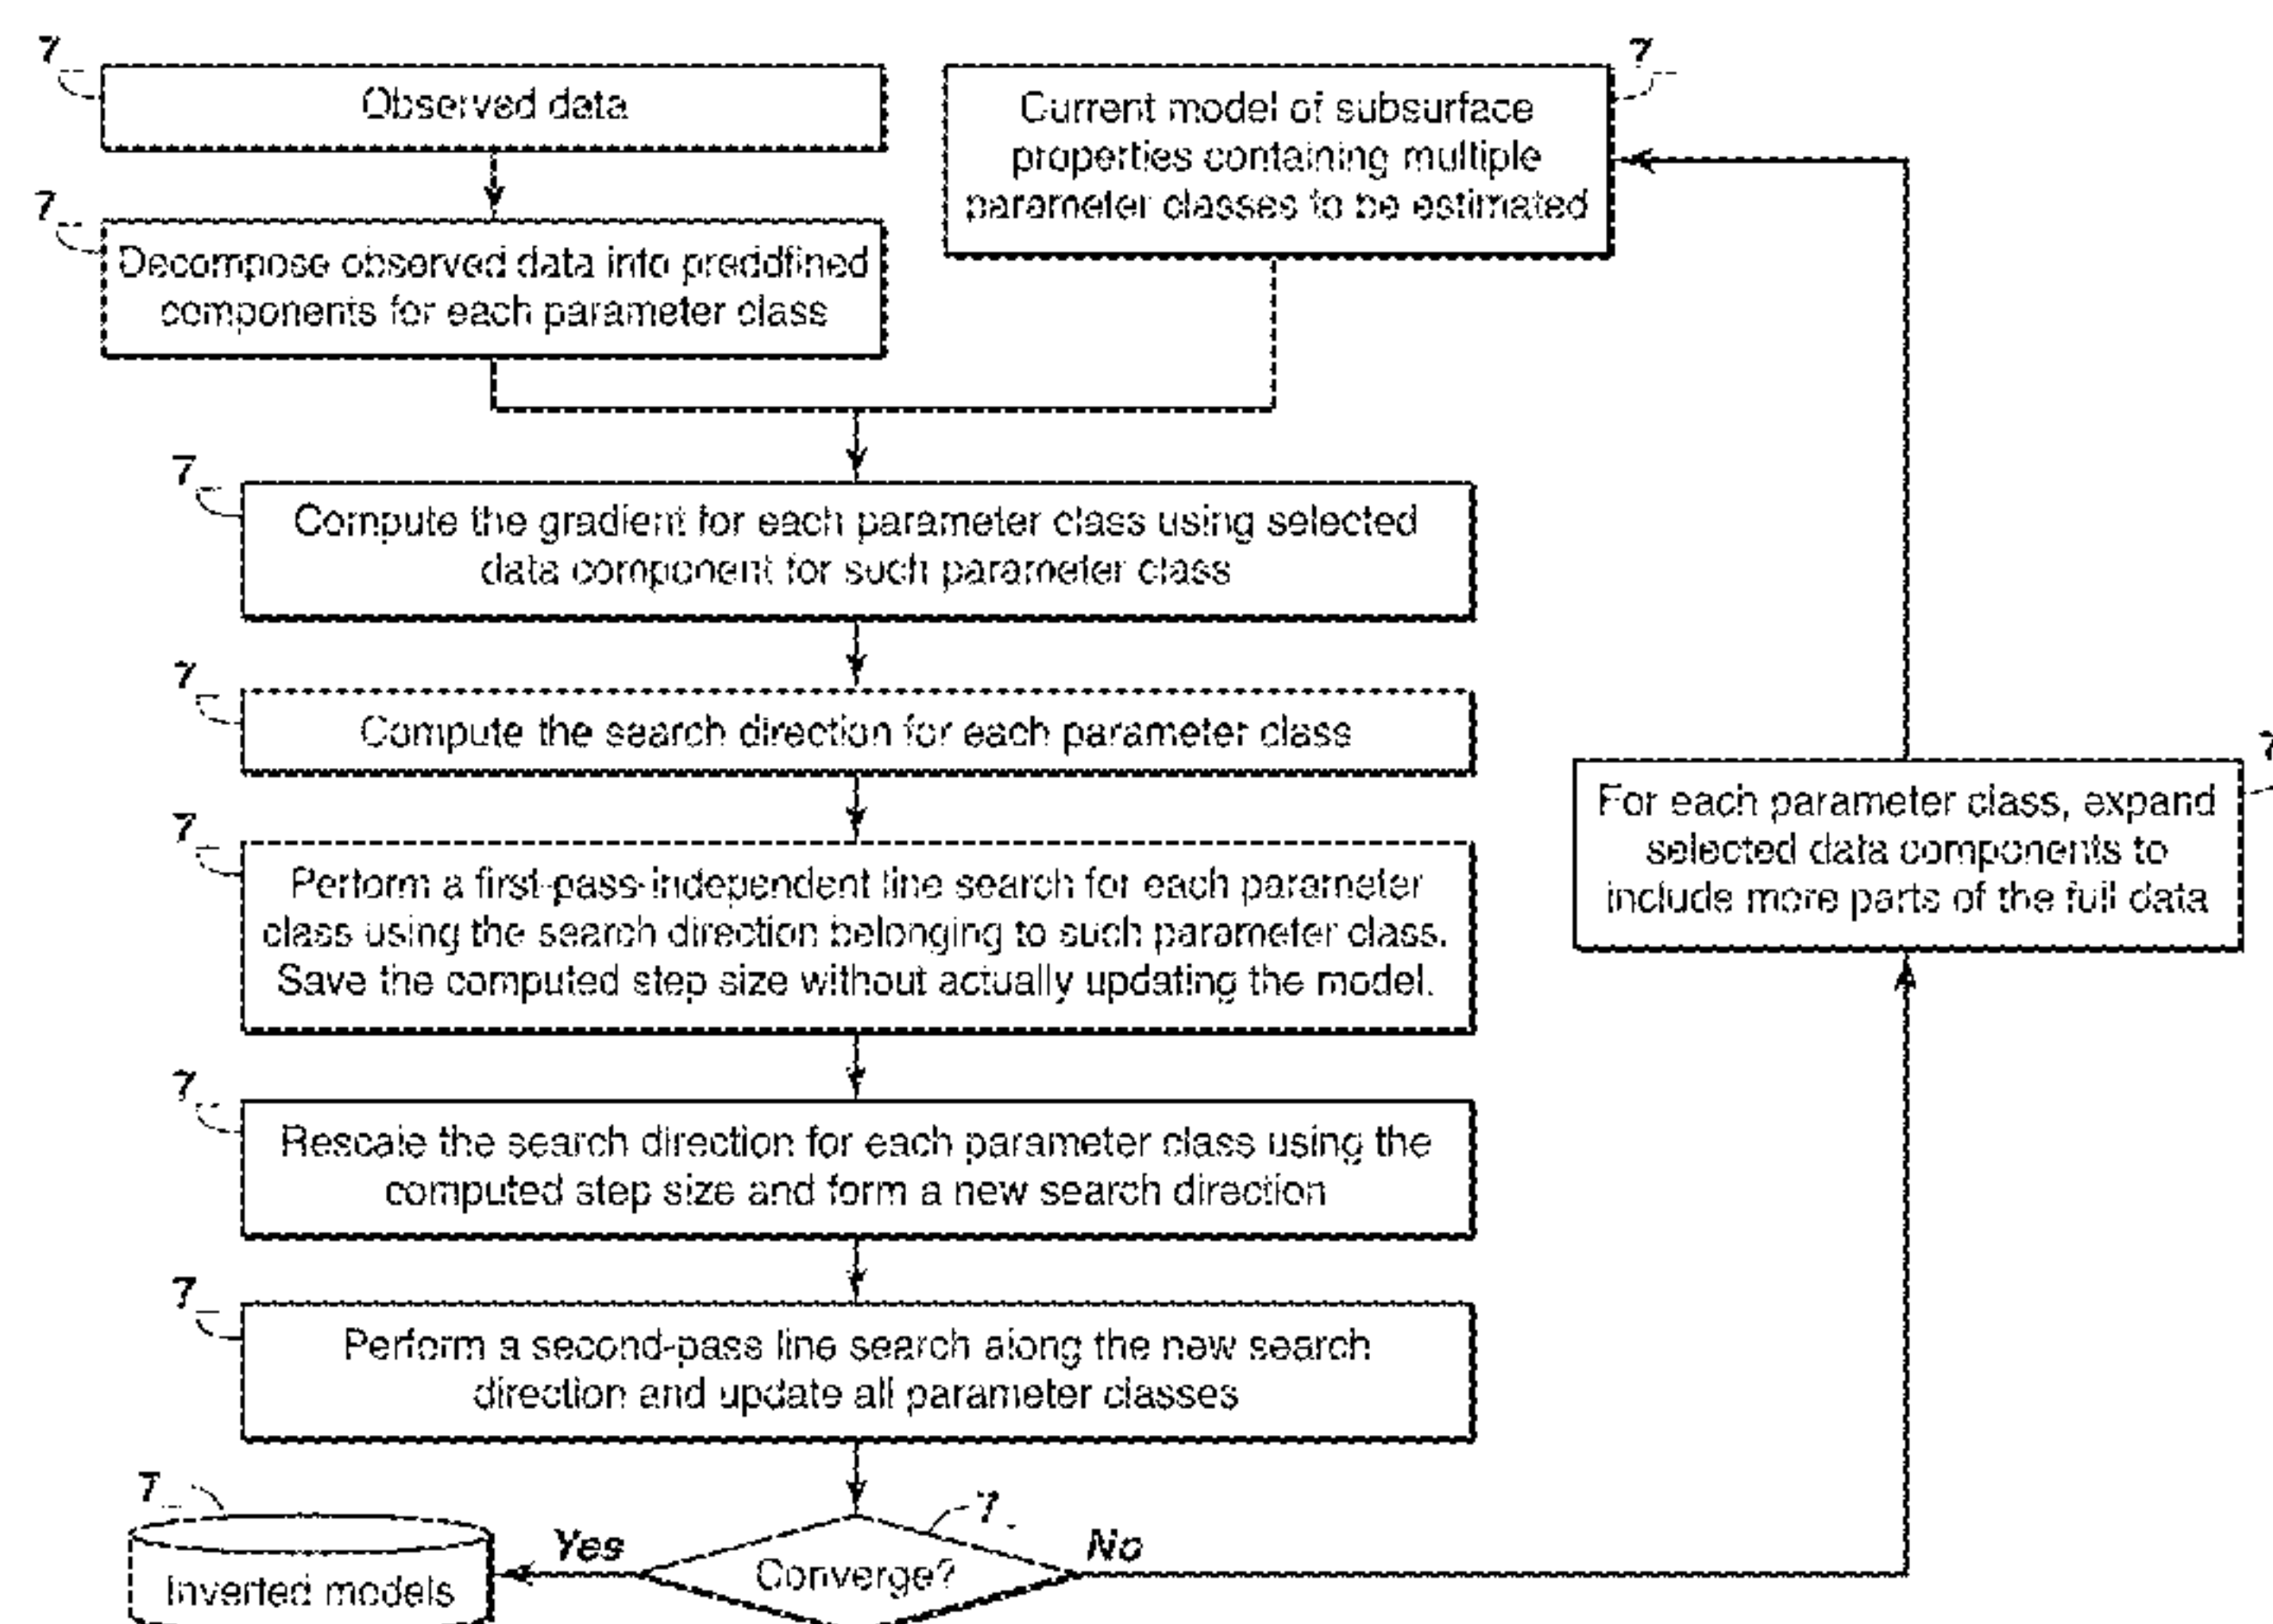 7
Observed data
7
Current model of subsurface
properties containing multiple
parameter classes to be estimated
7
Decompose observed data into preddfined
components for each parameter class
7
Compute the gradient for each parameter class using selected
data component for such parameter class
7
Compute the search direction for each parameter class
7
For each parameter class, expand
selected data components to
include more parts of the full data
7
Perform a first-pass-independent line search for each parameter
class using the search direction belonging to such parameter class.
Save the computed step size without actually updating the model.
7
Rescale the search direction for each parameter class using the
computed step size and form a new search direction
7
Perform a second-pass line search along the new search
direction and update all parameter classes
7
Inverted models
Yes
7
Converge?
No